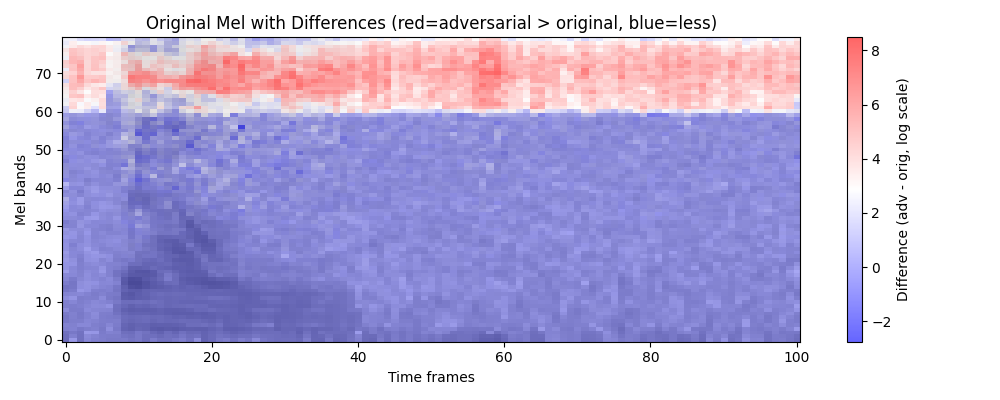 Original Mel with Differences (red=adversarial > original, blue=less)
Mel bands
70
60
50
40
30
20
10
0
0 20 40 60 80 100
Time frames
8
6
4
2
0
−2
Difference (adv - orig, log scale)